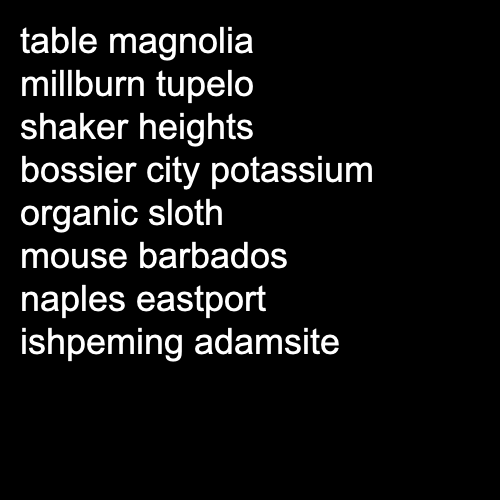 table magnolia
millburn tupelo
shaker heights
bossier city potassium
organic sloth
mouse barbados
naples eastport
ishpeming adamsite